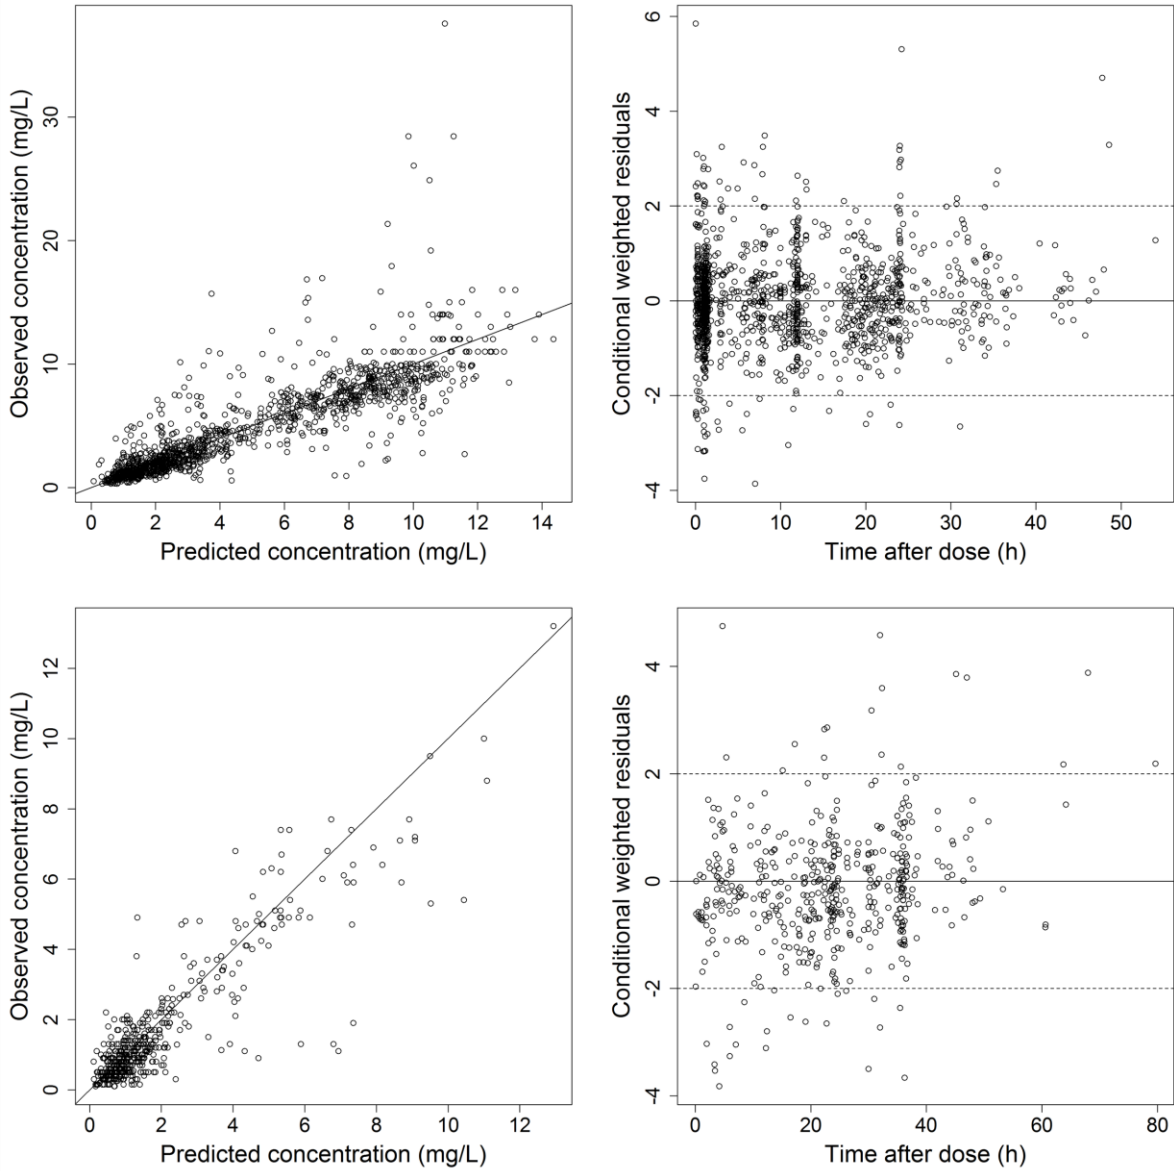 Observed concentration (mg/L)
0 10 20 30
0 2 4 6 8 10 12 14
Predicted concentration (mg/L)
Conditional weighted residuals
-4 -2 0 2 4 6
0 10 20 30 40 50
Time after dose (h)
Observed concentration (mg/L)
0 2 4 6 8 10 12
0 2 4 6 8 10 12
Predicted concentration (mg/L)
Conditional weighted residuals
-4 -2 0 2 4
0 20 40 60 80
Time after dose (h)